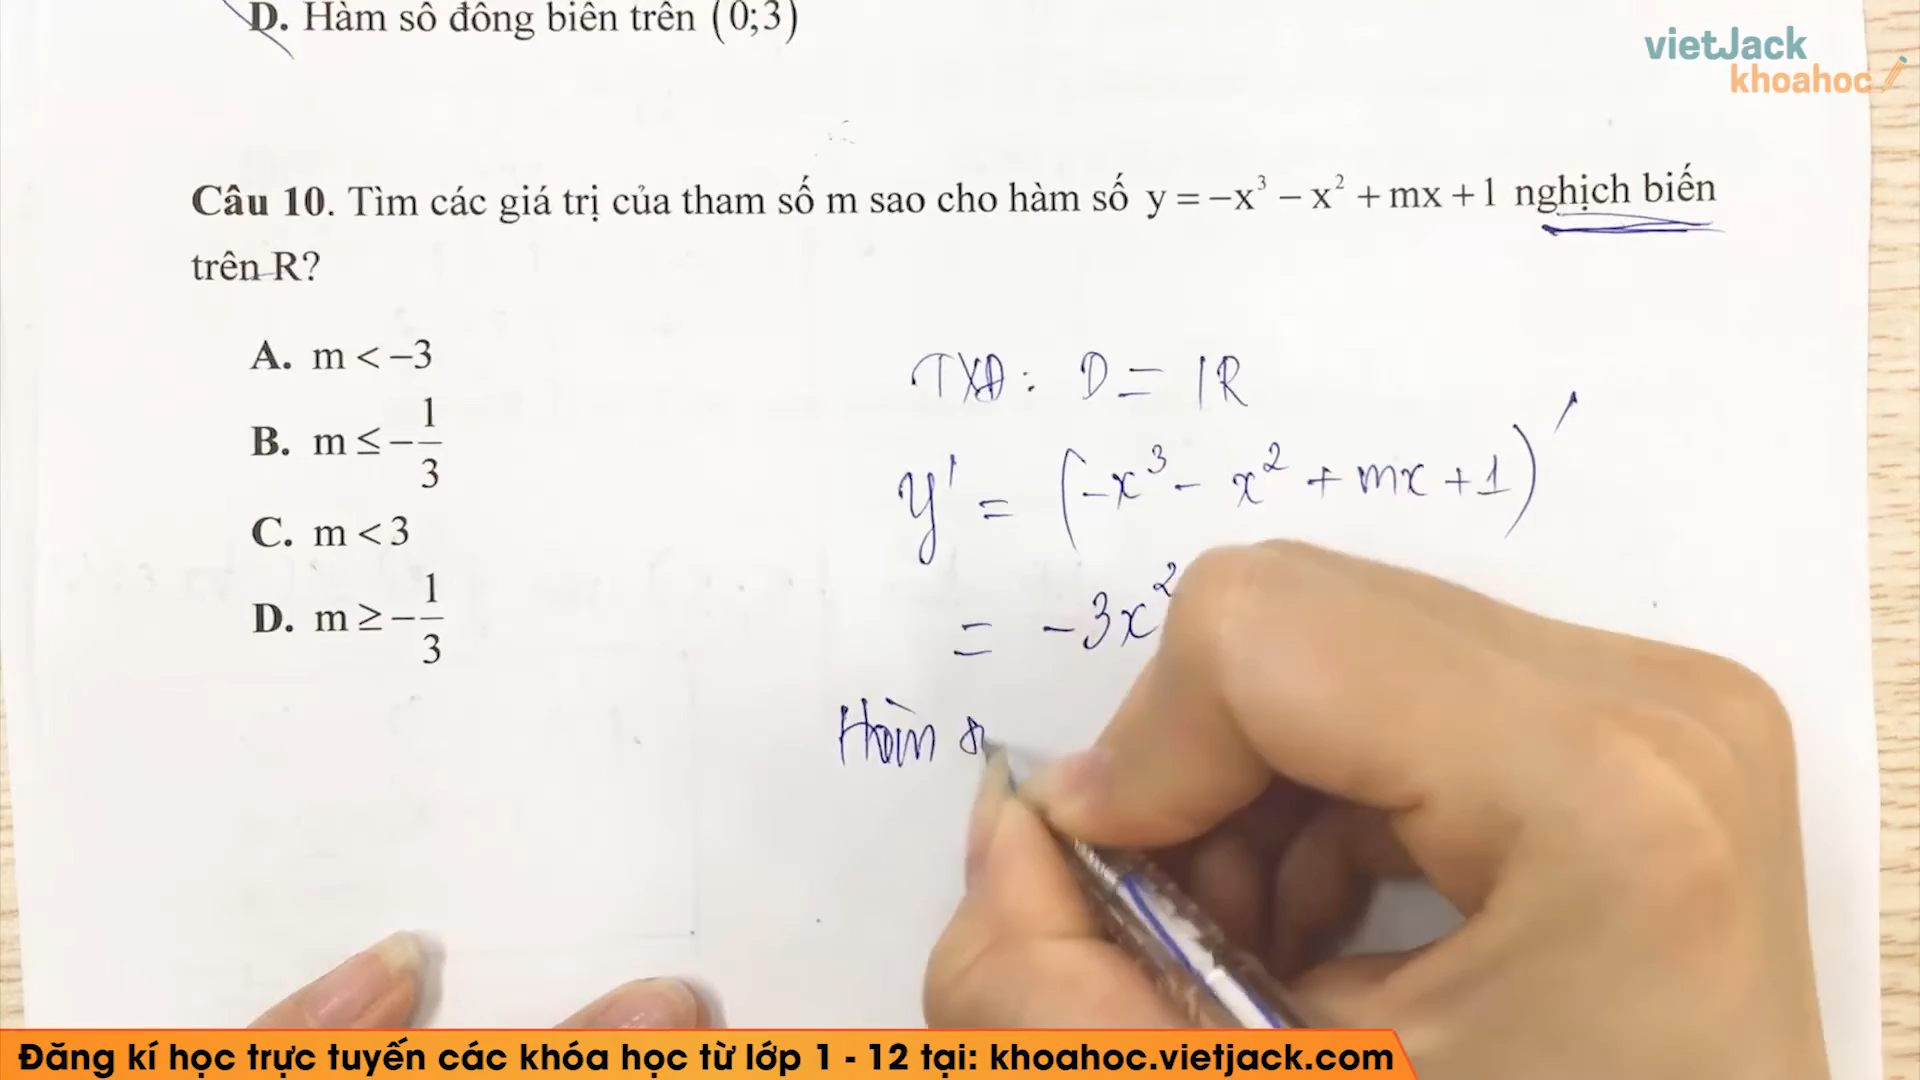 D. Hàm số đồng biến trên (0;3)
vietJack
khoahoc
Câu 10. Tìm các giá trị của tham số m sao cho hàm số y = −x³ − x² + mx + 1 nghịch biến
trên R?
A. m < −3
B. m ≤ −1/3
C. m < 3
D. m ≥ −1/3
TXĐ: D = ℝ
y' = (−x³ − x² + mx + 1)'
= −3x²
Hàm s
Đăng kí học trực tuyến các khóa học từ lớp 1 - 12 tại: khoahoc.vietjack.com